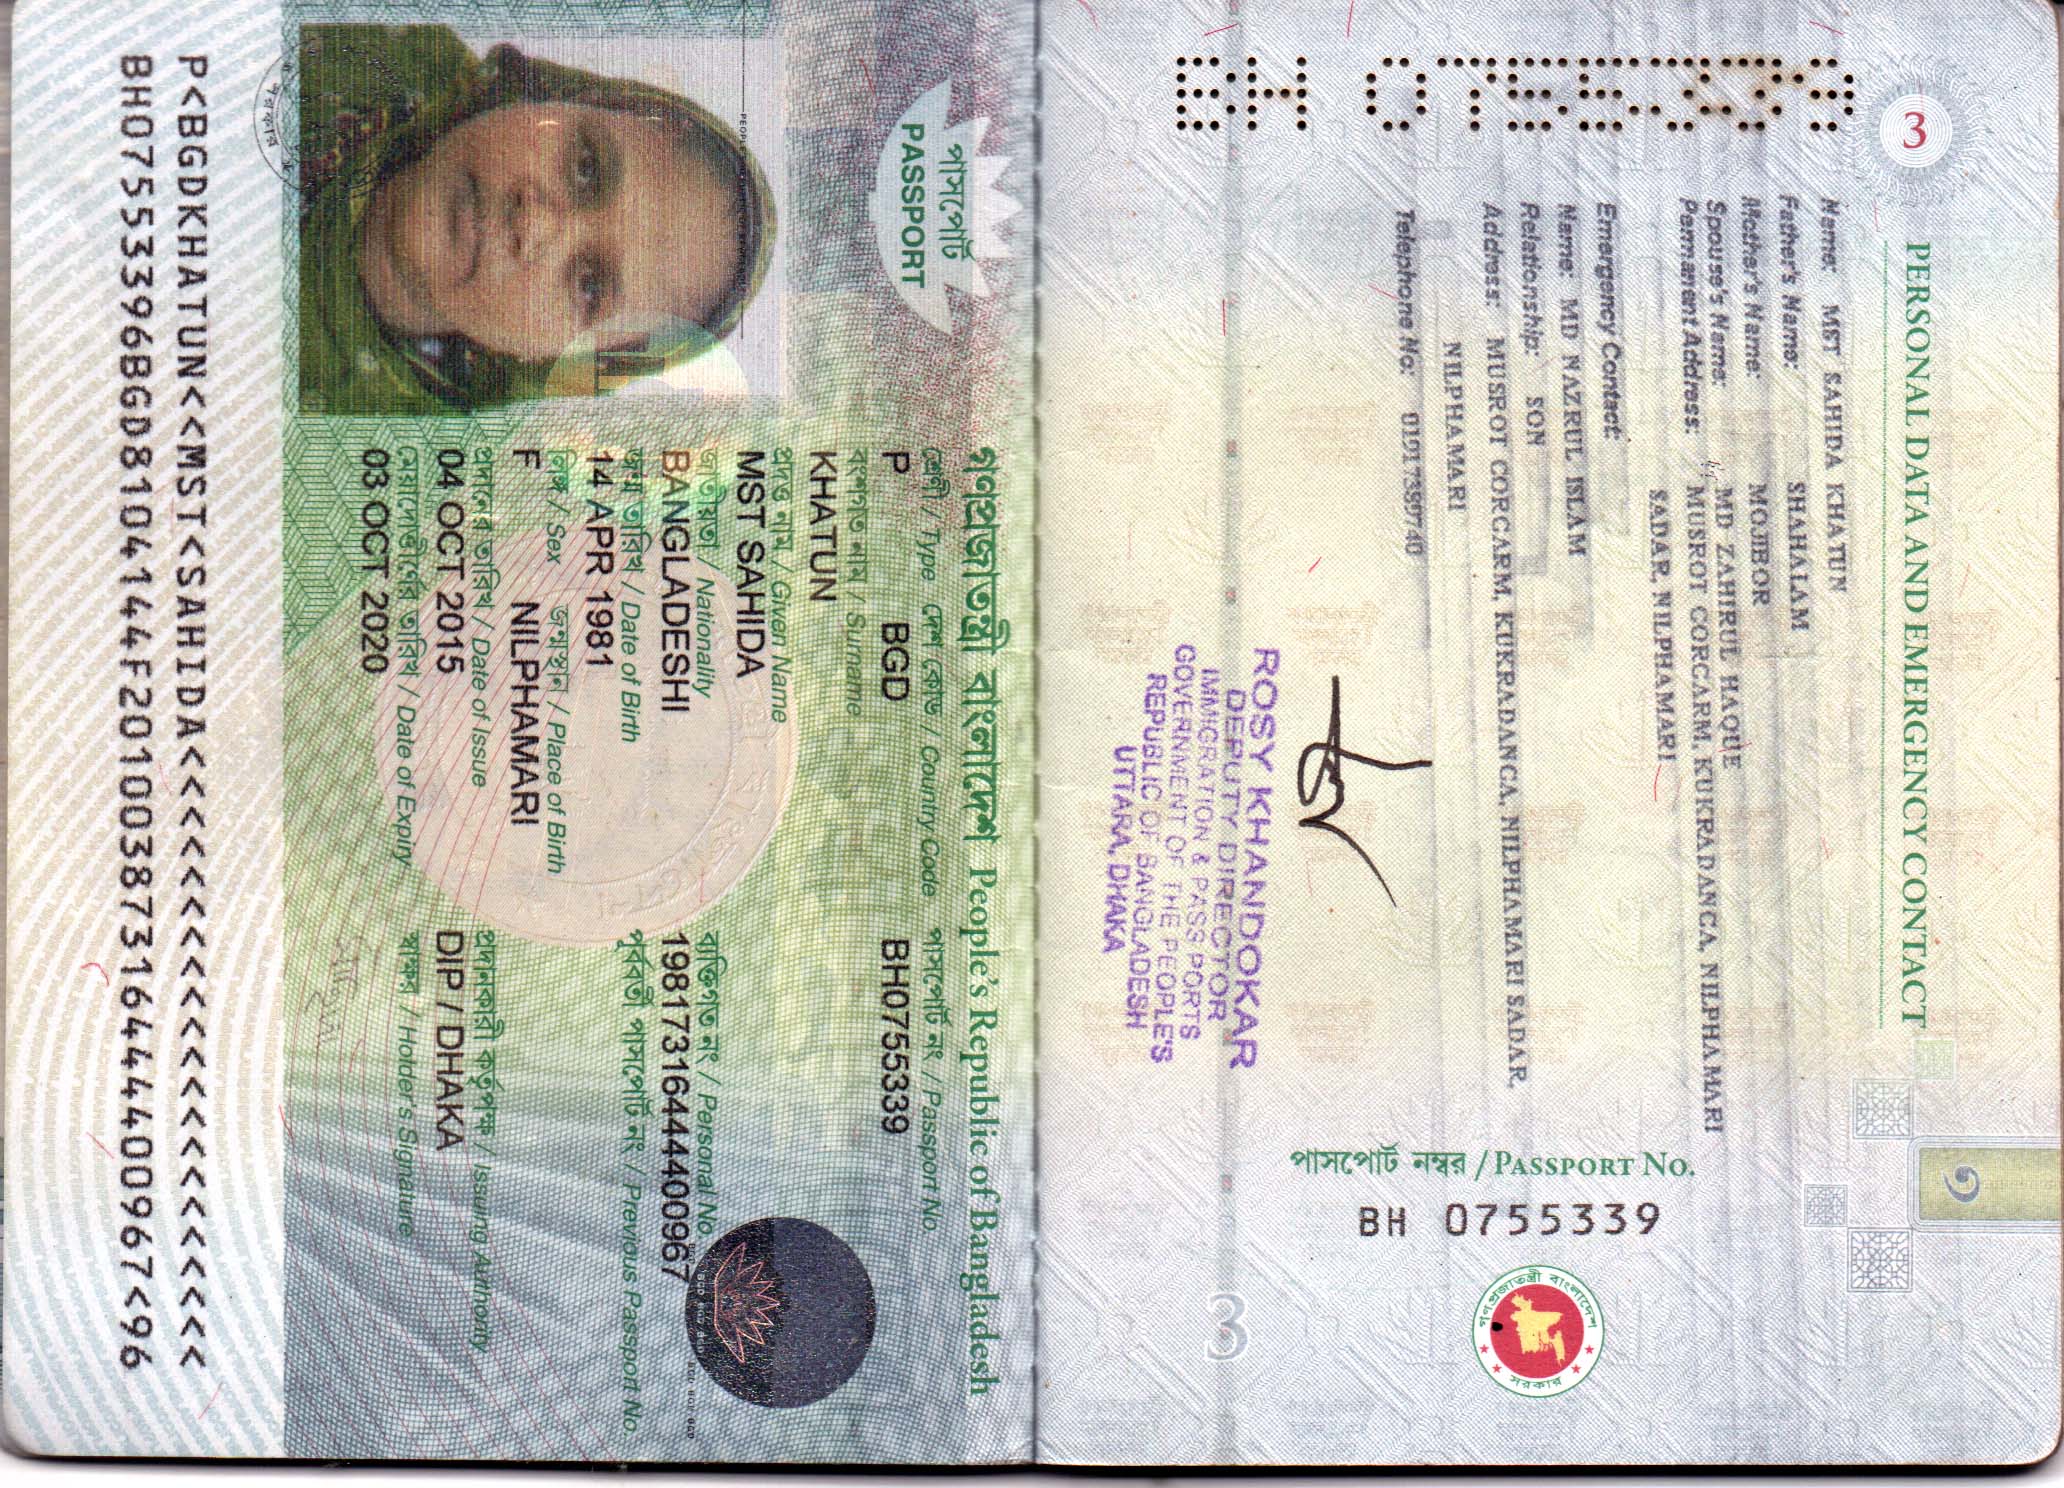 3
PERSONAL DATA AND EMERGENCY CONTACT
Name: MST SAHIDA KHATUN
Father's Name: SHAHALAM
Mother's Name: MOJIBOR
Spouse's Name: MD ZAHIRUL HAQUE
Permanent Address: MUSROT CORGARM, KUKRADANGA, NILPHAMARI
SADAR, NILPHAMARI
Emergency Contact:
Name: MD NAZRUL ISLAM
Relationship: SON
Address: MUSROT CORGARM, KUKRADANGA, NILPHAMARI SADAR,
NILPHAMARI
Telephone No: 01917389740
ROSY KHANDOKAR
DEPUTY DIRECTOR
IMMIGRATION & PASSPORTS
GOVERNMENT OF THE PEOPLE'S
REPUBLIC OF BANGLADESH
UTTARA, DHAKA
BH 0755339
পাসপোর্ট নম্বর / PASSPORT No.
BH 0755339
3
গণপ্রজাতন্ত্রী বাংলাদেশ People's Republic of Bangladesh
পাসপোর্ট
PASSPORT
শ্রেণী / Type দেশ কোড / Country Code পাসপোর্ট নং / Passport No.
P BGD BH0755339
বংশগত নাম / Surname
KHATUN
প্রদত্ত নাম / Given Name
MST SAHIDA
জাতীয়তা / Nationality ব্যক্তিগত নং / Personal No.
BANGLADESHI 19817316444400967
জন্ম তারিখ / Date of Birth পূর্ববর্তী পাসপোর্ট নং / Previous Passport No.
14 APR 1981
লিঙ্গ / Sex জন্মস্থান / Place of Birth
F NILPHAMARI
প্রদানের তারিখ / Date of Issue প্রদানকারী কর্তৃপক্ষ / Issuing Authority
04 OCT 2015 DIP / DHAKA
মেয়াদোত্তীর্ণের তারিখ / Date of Expiry স্বাক্ষর / Holder's Signature
03 OCT 2020
সাহিদা
সরকার
P<BGDKHATUN<<MST<SAHIDA<<<<<<<<<<<<<<<<<<<<<
BH07553396BGD8104144F20100387316444400967<96